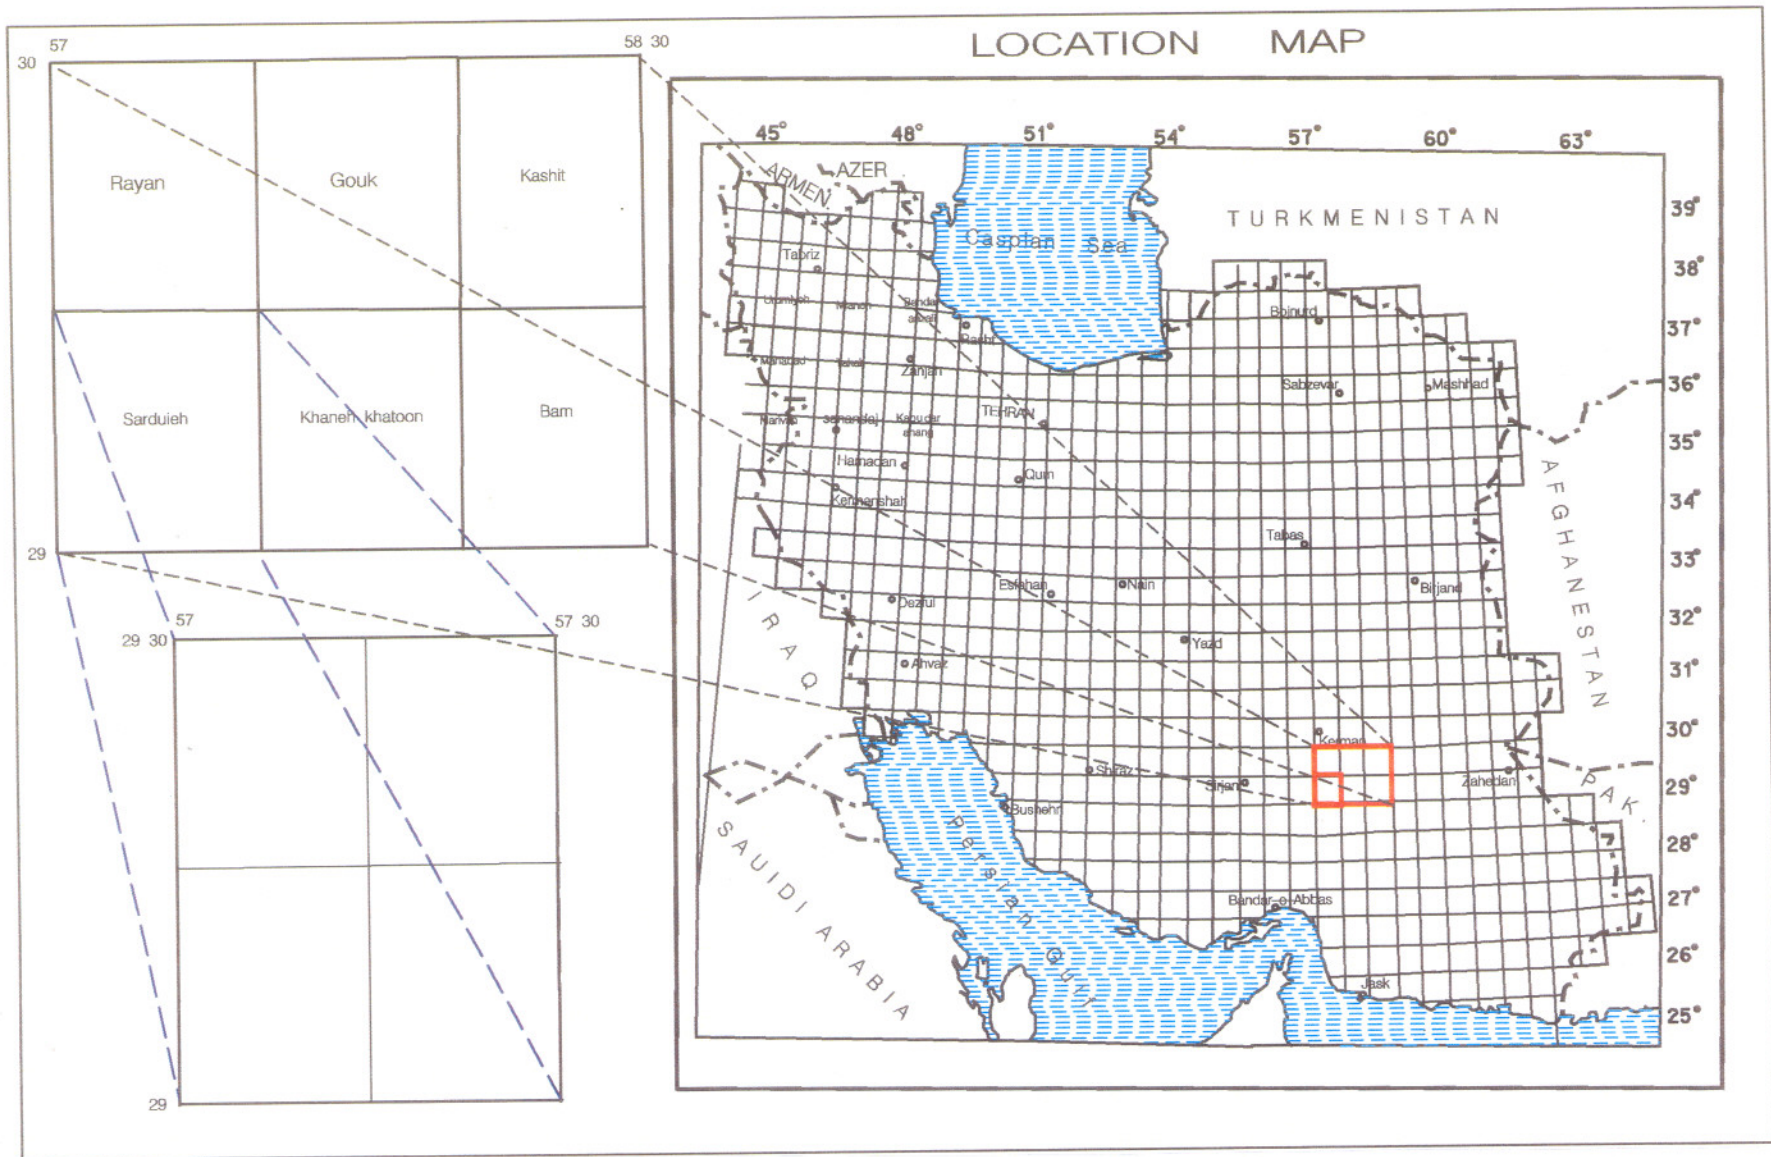 LOCATION MAP
57
58 30
30
Rayan
Gouk
Kashit
Sarduieh
Khaneh khatoon
Bam
29
57
57 30
29 30
29
45°
48°
51°
54°
57°
60°
63°
39°
38°
37°
36°
35°
34°
33°
32°
31°
30°
29°
28°
27°
26°
25°
ARMEN
AZER
TURKMENISTAN
Caspian Sea
Tabriz
Urumiyeh
Bojnurd
Rasht
Zanjan
Sabzevar
Mashhad
TEHRAN
sanandaj
Kabudar
ahang
Hamadan
Qum
Kermanshah
AFGHANESTAN
Tabas
Esfahan
Nain
Birjand
Dezful
IRAQ
Yazd
Ahvaz
Kerman
Shiraz
Sirjan
Zahedan
PAK
Bushehr
SAUIDI ARABIA
Persian Gulf
Bandar-e-Abbas
Jask